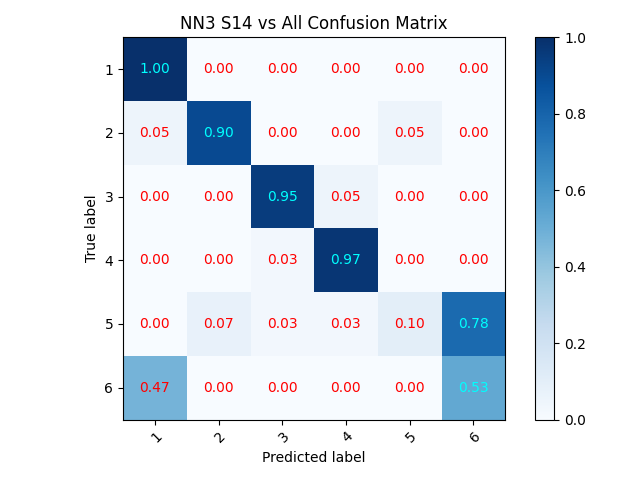 NN3 S14 vs All Confusion Matrix
True label
1 1.00 0.00 0.00 0.00 0.00 0.00
2 0.05 0.90 0.00 0.00 0.05 0.00
3 0.00 0.00 0.95 0.05 0.00 0.00
4 0.00 0.00 0.03 0.97 0.00 0.00
5 0.00 0.07 0.03 0.03 0.10 0.78
6 0.47 0.00 0.00 0.00 0.00 0.53
1 2 3 4 5 6
Predicted label
1.0
0.8
0.6
0.4
0.2
0.0